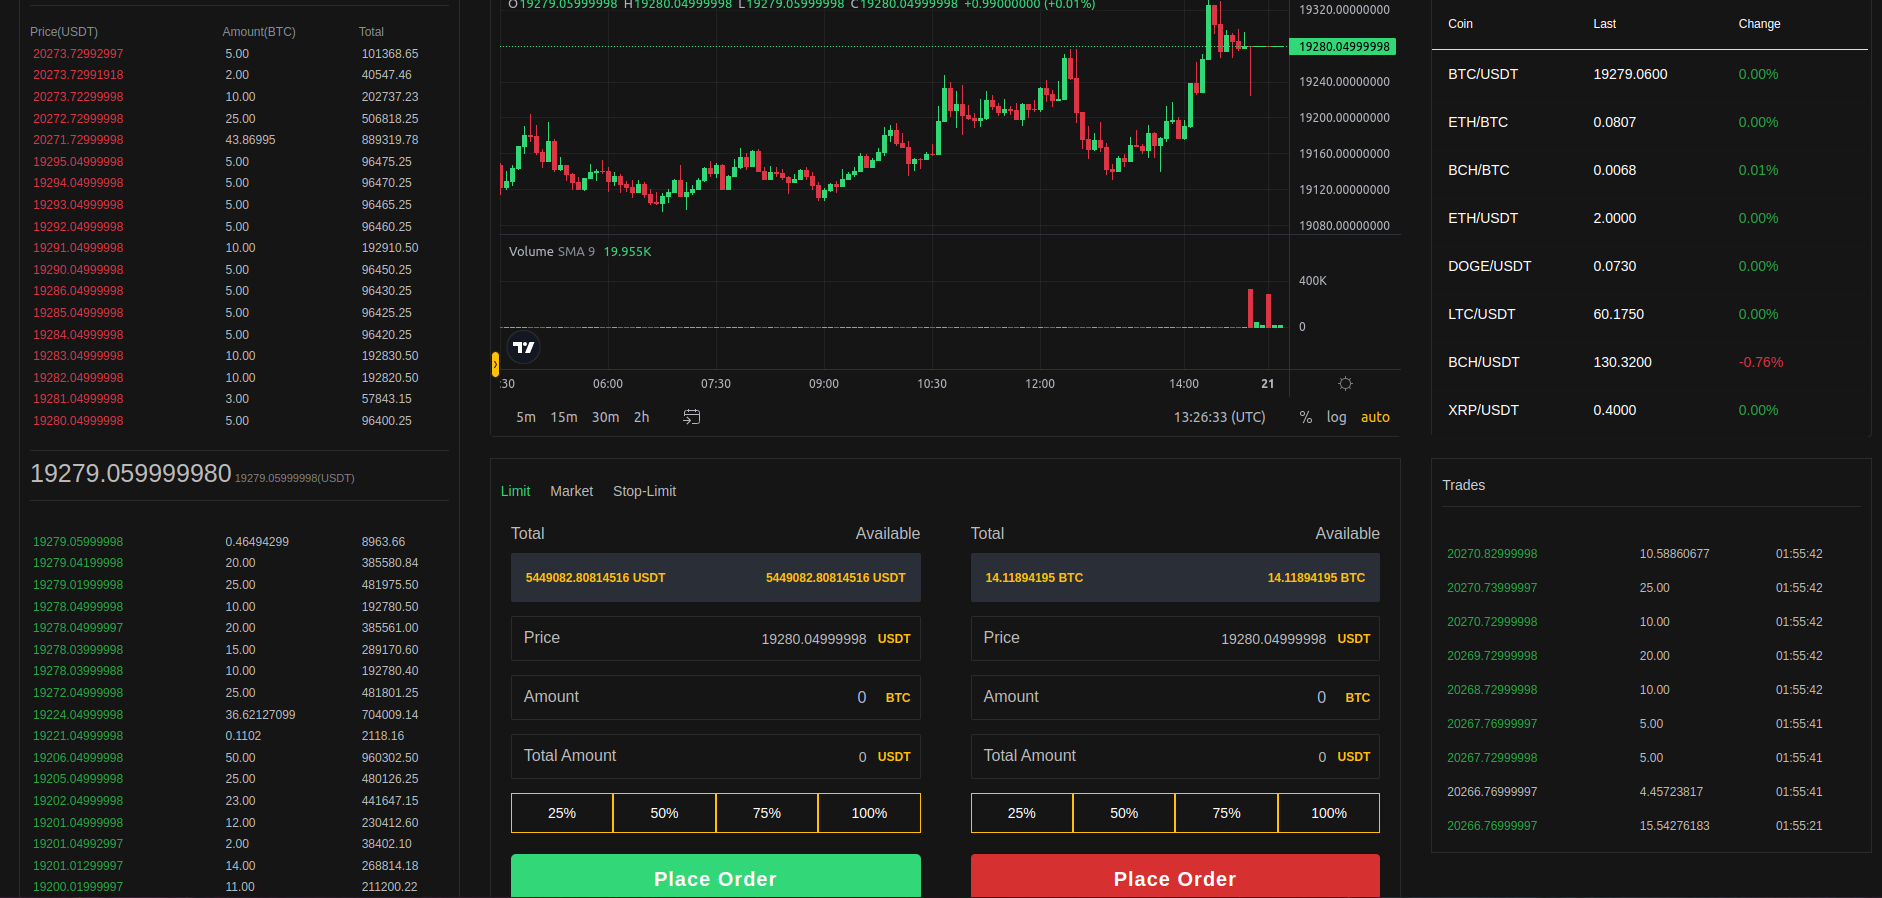 Price(USDT) Amount(BTC) Total
20273.72992997 5.00 101368.65
20273.72991918 2.00 40547.46
20273.72299998 10.00 202737.23
20272.72999998 25.00 506818.25
20271.72999998 43.86995 889319.78
19295.04999998 5.00 96475.25
19294.04999998 5.00 96470.25
19293.04999998 5.00 96465.25
19292.04999998 5.00 96460.25
19291.04999998 10.00 192910.50
19290.04999998 5.00 96450.25
19286.04999998 5.00 96430.25
19285.04999998 5.00 96425.25
19284.04999998 5.00 96420.25
19283.04999998 10.00 192830.50
19282.04999998 10.00 192820.50
19281.04999998 3.00 57843.15
19280.04999998 5.00 96400.25
19279.059999980 19279.05999998(USDT)
19279.05999998 0.46494299 8963.66
19279.04199998 20.00 385580.84
19279.01999998 25.00 481975.50
19278.04999998 10.00 192780.50
19278.04999997 20.00 385561.00
19278.03999998 15.00 289170.60
19278.03999988 10.00 192780.40
19272.04999998 25.00 481801.25
19224.04999998 36.62127099 704009.14
19221.04999998 0.1102 2118.16
19206.04999998 50.00 960302.50
19205.04999998 25.00 480126.25
19202.04999998 23.00 441647.15
19201.04999998 12.00 230412.60
19201.04992997 2.00 38402.10
19201.01299997 14.00 268814.18
19200.01999997 11.00 211200.22
O19279.05999998 H19280.04999998 L19279.05999998 C19280.04999998 +0.99000000 (+0.01%)
19320.00000000
19280.04999998
19240.00000000
19200.00000000
19160.00000000
19120.00000000
19080.00000000
Volume SMA 9 19.955K
400K
0
:30 06:00 07:30 09:00 10:30 12:00 14:00 21
5m 15m 30m 2h 13:26:33 (UTC) % log auto
Limit Market Stop-Limit
Total Available
5449082.80814516 USDT 5449082.80814516 USDT
Price 19280.04999998 USDT
Amount 0 BTC
Total Amount 0 USDT
25% 50% 75% 100%
Place Order
Total Available
14.11894195 BTC 14.11894195 BTC
Price 19280.04999998 USDT
Amount 0 BTC
Total Amount 0 USDT
25% 50% 75% 100%
Place Order
Coin Last Change
BTC/USDT 19279.0600 0.00%
ETH/BTC 0.0807 0.00%
BCH/BTC 0.0068 0.01%
ETH/USDT 2.0000 0.00%
DOGE/USDT 0.0730 0.00%
LTC/USDT 60.1750 0.00%
BCH/USDT 130.3200 -0.76%
XRP/USDT 0.4000 0.00%
Trades
20270.82999998 10.58860677 01:55:42
20270.73999997 25.00 01:55:42
20270.72999998 10.00 01:55:42
20269.72999998 20.00 01:55:42
20268.72999998 10.00 01:55:42
20267.76999997 5.00 01:55:41
20267.72999998 5.00 01:55:41
20266.76999997 4.45723817 01:55:41
20266.76999997 15.54276183 01:55:21